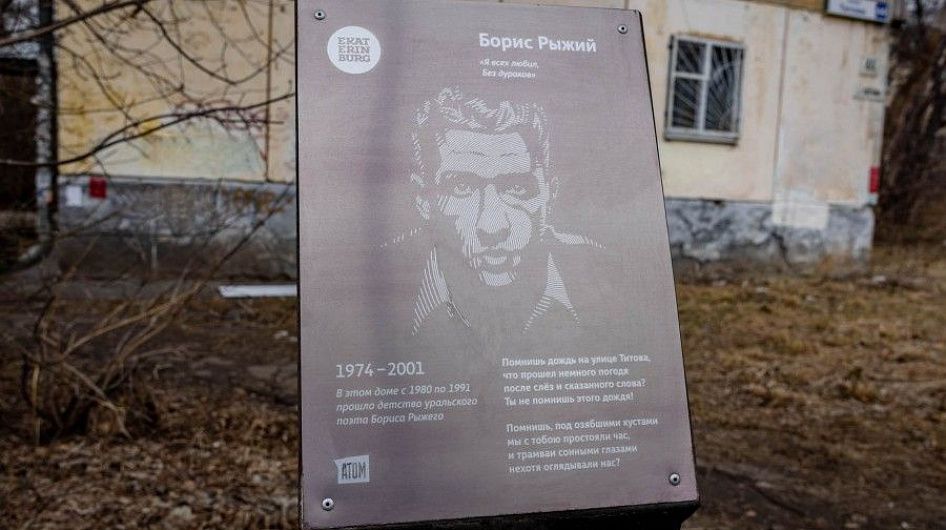 EKAT
ERIN
BURG
Борис Рыжий
«Я всех любил,
Без дураков»
1974–2001
В этом доме с 1980 по 1991
прошло детство уральского
поэта Бориса Рыжего
Помнишь дождь на улице Титова,
что прошел немного погодя
после слёз и сказанного слова?
Ты не помнишь этого дождя!
Помнишь, под озябшими кустами
мы с тобою простояли час,
и трамваи сонными глазами
нехотя оглядывали нас?
АТОМ